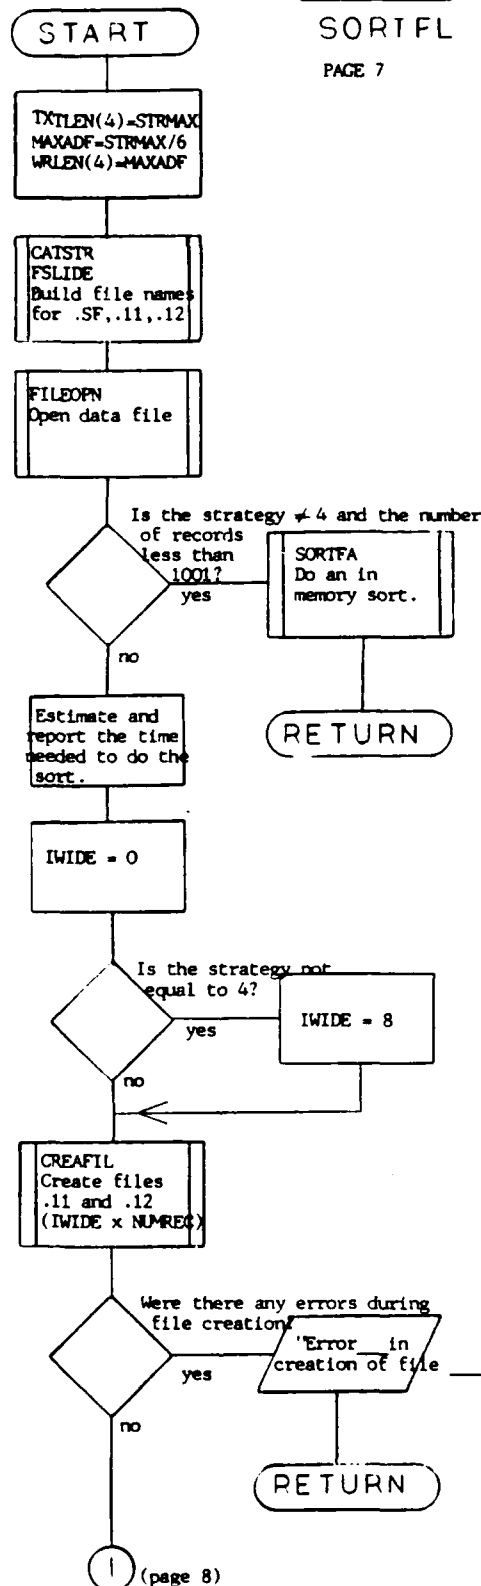 START
SORTFL
PAGE 7
TXTLEN(4)=STRMAX
MAXADF=STRMAX/6
WRLEN(4)=MAXADF
CATSTR
FSLIDE
Build file names
for .SF,.11,.12
FILEOPN
Open data file
Is the strategy ≠ 4 and the number
of records
less than
1001?
yes
SORTFA
Do an in
memory sort.
no
RETURN
Estimate and
report the time
needed to do the
sort.
IWIDE = 0
Is the strategy not
equal to 4?
yes
IWIDE = 8
no
CREAFIL
Create files
.11 and .12
(IWIDE x NUMREC)
Were there any errors during
file creation?
"Error___in
creation of file ___
yes
no
RETURN
1 (page 8)